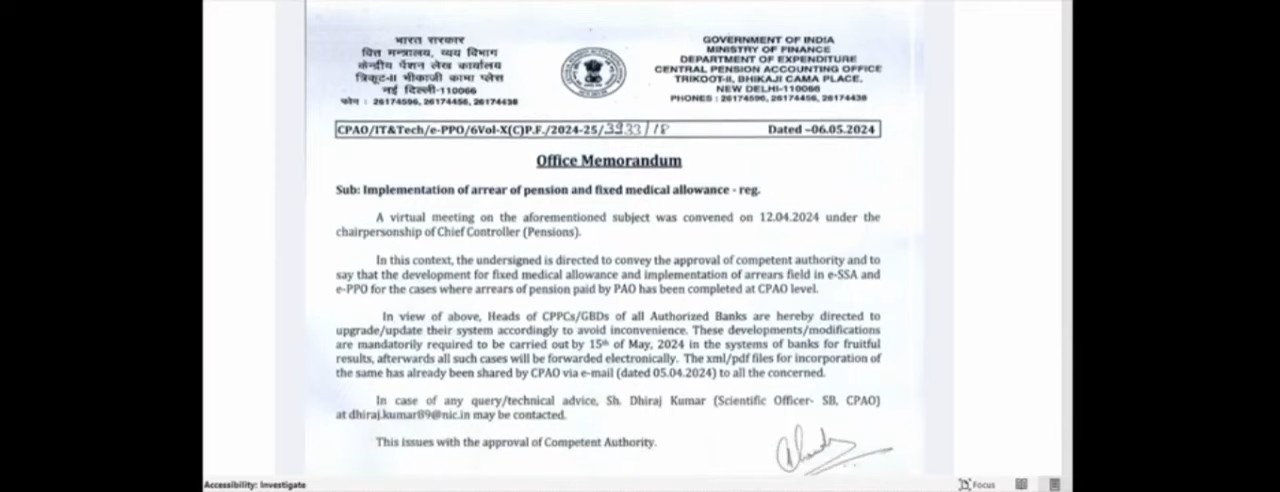 भारत सरकार
वित्त मन्त्रालय, व्यय विभाग
केन्द्रीय पेंशन लेखा कार्यालय
त्रिकूट-II भीकाजी कामा प्लेस
नई दिल्ली-110066
फोन : 26174596, 26174456, 26174438
GOVERNMENT OF INDIA
MINISTRY OF FINANCE
DEPARTMENT OF EXPENDITURE
CENTRAL PENSION ACCOUNTING OFFICE
TRIKOOT-II, BHIKAJI CAMA PLACE,
NEW DELHI-110066
PHONES : 26174596, 26174456, 26174438
CPAO/IT&Tech/e-PPO/6Vol-X(C)P.F./2024-25/3933/18 Dated –06.05.2024
Office Memorandum
Sub: Implementation of arrear of pension and fixed medical allowance - reg.
A virtual meeting on the aforementioned subject was convened on 12.04.2024 under the
chairpersonship of Chief Controller (Pensions).
In this context, the undersigned is directed to convey the approval of competent authority and to
say that the development for fixed medical allowance and implementation of arrears field in e-SSA and
e-PPO for the cases where arrears of pension paid by PAO has been completed at CPAO level.
In view of above, Heads of CPPCs/GBDs of all Authorized Banks are hereby directed to
upgrade/update their system accordingly to avoid inconvenience. These developments/modifications
are mandatorily required to be carried out by 15th of May, 2024 in the systems of banks for fruitful
results, afterwards all such cases will be forwarded electronically. The xml/pdf files for incorporation of
the same has already been shared by CPAO via e-mail (dated 05.04.2024) to all the concerned.
In case of any query/technical advice, Sh. Dhiraj Kumar (Scientific Officer- SB, CPAO)
at dhiraj.kumar89@nic.in may be contacted.
This issues with the approval of Competent Authority.
Accessibility: Investigate
Focus